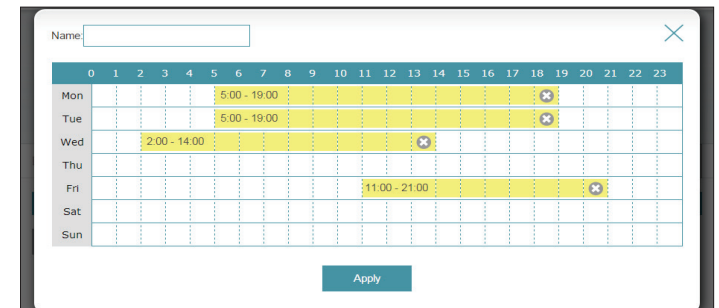 Name:
0 1 2 3 4 5 6 7 8 9 10 11 12 13 14 15 16 17 18 19 20 21 22 23
Mon 5:00 - 19:00
Tue 5:00 - 19:00
Wed 2:00 - 14:00
Thu
Fri 11:00 - 21:00
Sat
Sun
Apply